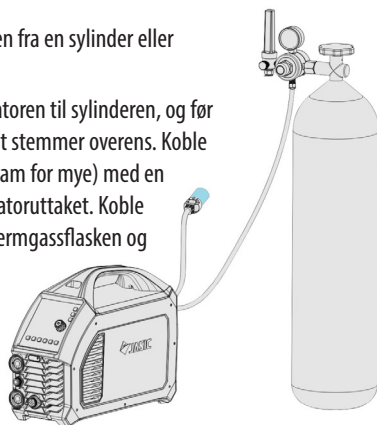 en fra en sylinder eller
atoren til sylinderen, og før
t stemmer overens. Koble
am for mye) med en
atoruttaket. Koble
ermgassflasken og
JASIC